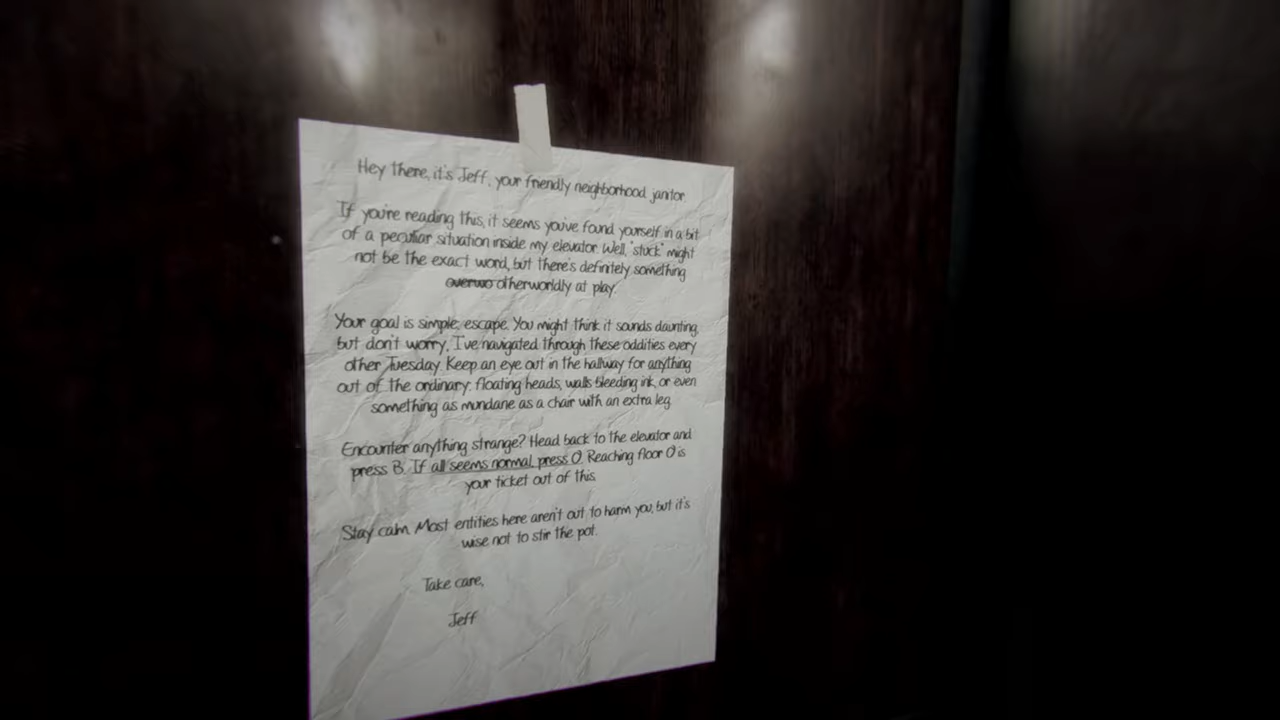 Hey there, it's Jeff, your friendly neighborhood janitor
If you're reading this, it seems you've found yourself in a bit
of a peculiar situation inside my elevator. Well, "stuck" might
not be the exact word, but there's definitely something
overwo otherworldly at play.
Your goal is simple: escape. You might think it sounds daunting,
but don't worry, I've navigated through these oddities every
other Tuesday. Keep an eye out in the hallway for anything
out of the ordinary: floating heads, walls bleeding ink, or even
something as mundane as a chair with an extra leg.
Encounter anything strange? Head back to the elevator and
press B. If all seems normal, press O. Reaching floor O is
your ticket out of this.
Stay calm. Most entities here aren't out to harm you, but it's
wise not to stir the pot.
Take care,
Jeff